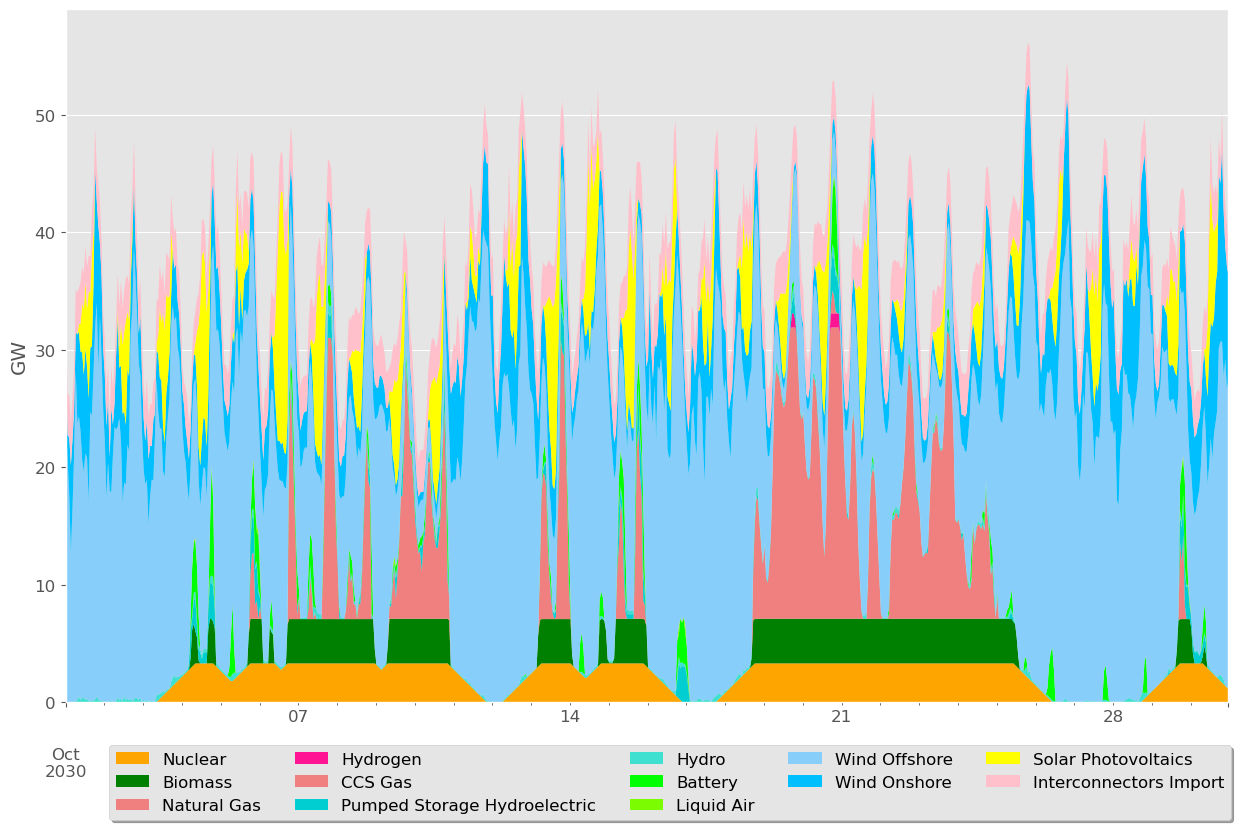 50
40
30
20
10
0
GW
07 14 21 28
Oct
2030
Nuclear Hydrogen Hydro Wind Offshore Solar Photovoltaics
Biomass CCS Gas Battery Wind Onshore Interconnectors Import
Natural Gas Pumped Storage Hydroelectric Liquid Air